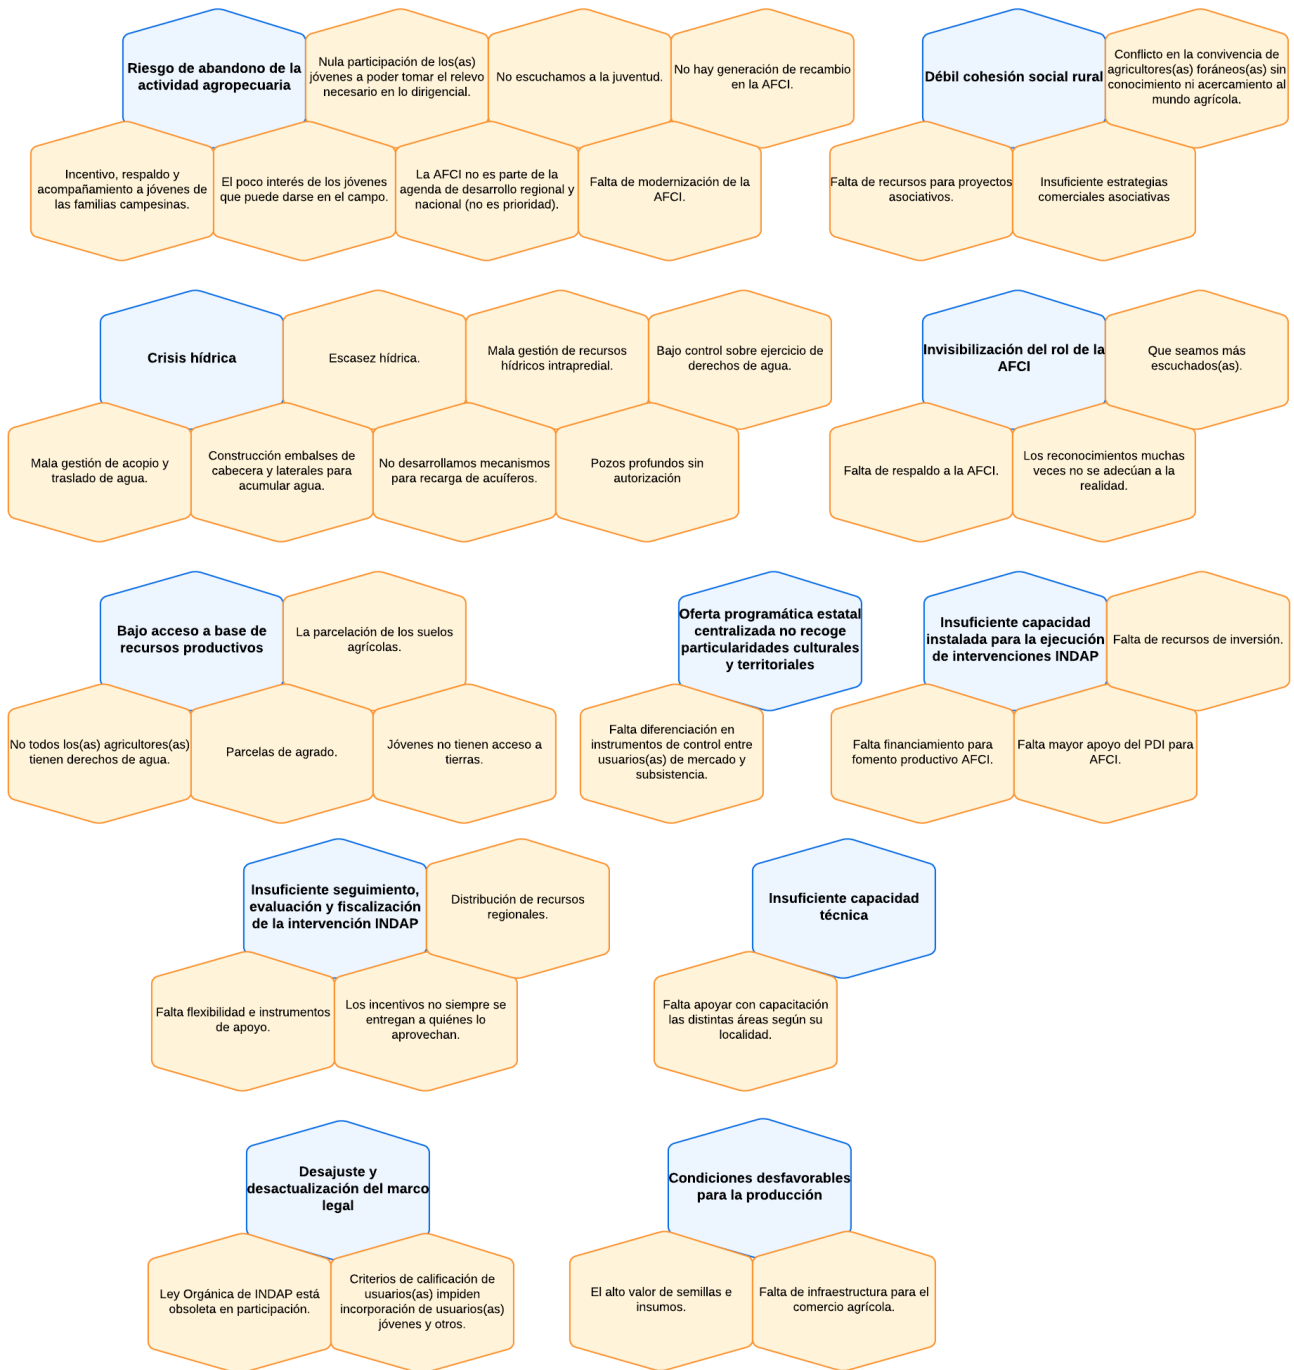 Riesgo de abandono de la
actividad agropecuaria
Nula participación de los(as)
jóvenes a poder tomar el relevo
necesario en lo dirigencial.
No escuchamos a la juventud.
No hay generación de recambio
en la AFCI.
Incentivo, respaldo y
acompañamiento a jóvenes de
las familias campesinas.
El poco interés de los jóvenes
que puede darse en el campo.
La AFCI no es parte de la
agenda de desarrollo regional y
nacional (no es prioridad).
Falta de modernización de la
AFCI.
Débil cohesión social rural
Conflicto en la convivencia de
agricultores(as) foráneos(as) sin
conocimiento ni acercamiento al
mundo agrícola.
Falta de recursos para proyectos
asociativos.
Insuficiente estrategias
comerciales asociativas
Crisis hídrica
Escasez hídrica.
Mala gestión de recursos
hídricos intrapredial.
Bajo control sobre ejercicio de
derechos de agua.
Mala gestión de acopio y
traslado de agua.
Construcción embalses de
cabecera y laterales para
acumular agua.
No desarrollamos mecanismos
para recarga de acuíferos.
Pozos profundos sin
autorización
Invisibilización del rol de la
AFCI
Que seamos más
escuchados(as).
Falta de respaldo a la AFCI.
Los reconocimientos muchas
veces no se adecúan a la
realidad.
Bajo acceso a base de
recursos productivos
La parcelación de los suelos
agrícolas.
No todos los(as) agricultores(as)
tienen derechos de agua.
Parcelas de agrado.
Jóvenes no tienen acceso a
tierras.
Oferta programática estatal
centralizada no recoge
particularidades culturales
y territoriales
Falta diferenciación en
instrumentos de control entre
usuarios(as) de mercado y
subsistencia.
Insuficiente capacidad
instalada para la ejecución
de intervenciones INDAP
Falta de recursos de inversión.
Falta financiamiento para
fomento productivo AFCI.
Falta mayor apoyo del PDI para
AFCI.
Insuficiente seguimiento,
evaluación y fiscalización
de la intervención INDAP
Distribución de recursos
regionales.
Falta flexibilidad e instrumentos
de apoyo.
Los incentivos no siempre se
entregan a quiénes lo
aprovechan.
Insuficiente capacidad
técnica
Falta apoyar con capacitación
las distintas áreas según su
localidad.
Desajuste y
desactualización del marco
legal
Ley Orgánica de INDAP está
obsoleta en participación.
Criterios de calificación de
usuarios(as) impiden
incorporación de usuarios(as)
jóvenes y otros.
Condiciones desfavorables
para la producción
El alto valor de semillas e
insumos.
Falta de infraestructura para el
comercio agrícola.